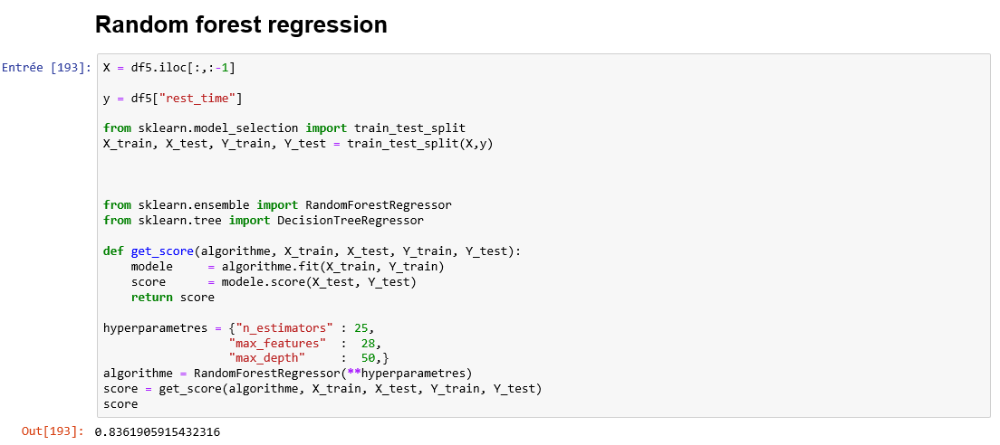 Random forest regression
Entrée [193]: X = df5.iloc[:,:-1]
y = df5["rest_time"]
from sklearn.model_selection import train_test_split
X_train, X_test, Y_train, Y_test = train_test_split(X,y)
from sklearn.ensemble import RandomForestRegressor
from sklearn.tree import DecisionTreeRegressor
def get_score(algorithme, X_train, X_test, Y_train, Y_test):
    modele     = algorithme.fit(X_train, Y_train)
    score      = modele.score(X_test, Y_test)
    return score
hyperparametres = {"n_estimators" : 25,
                  "max_features"  :  28,
                  "max_depth"     :  50,}
algorithme = RandomForestRegressor(**hyperparametres)
score = get_score(algorithme, X_train, X_test, Y_train, Y_test)
score
Out[193]: 0.8361905915432316